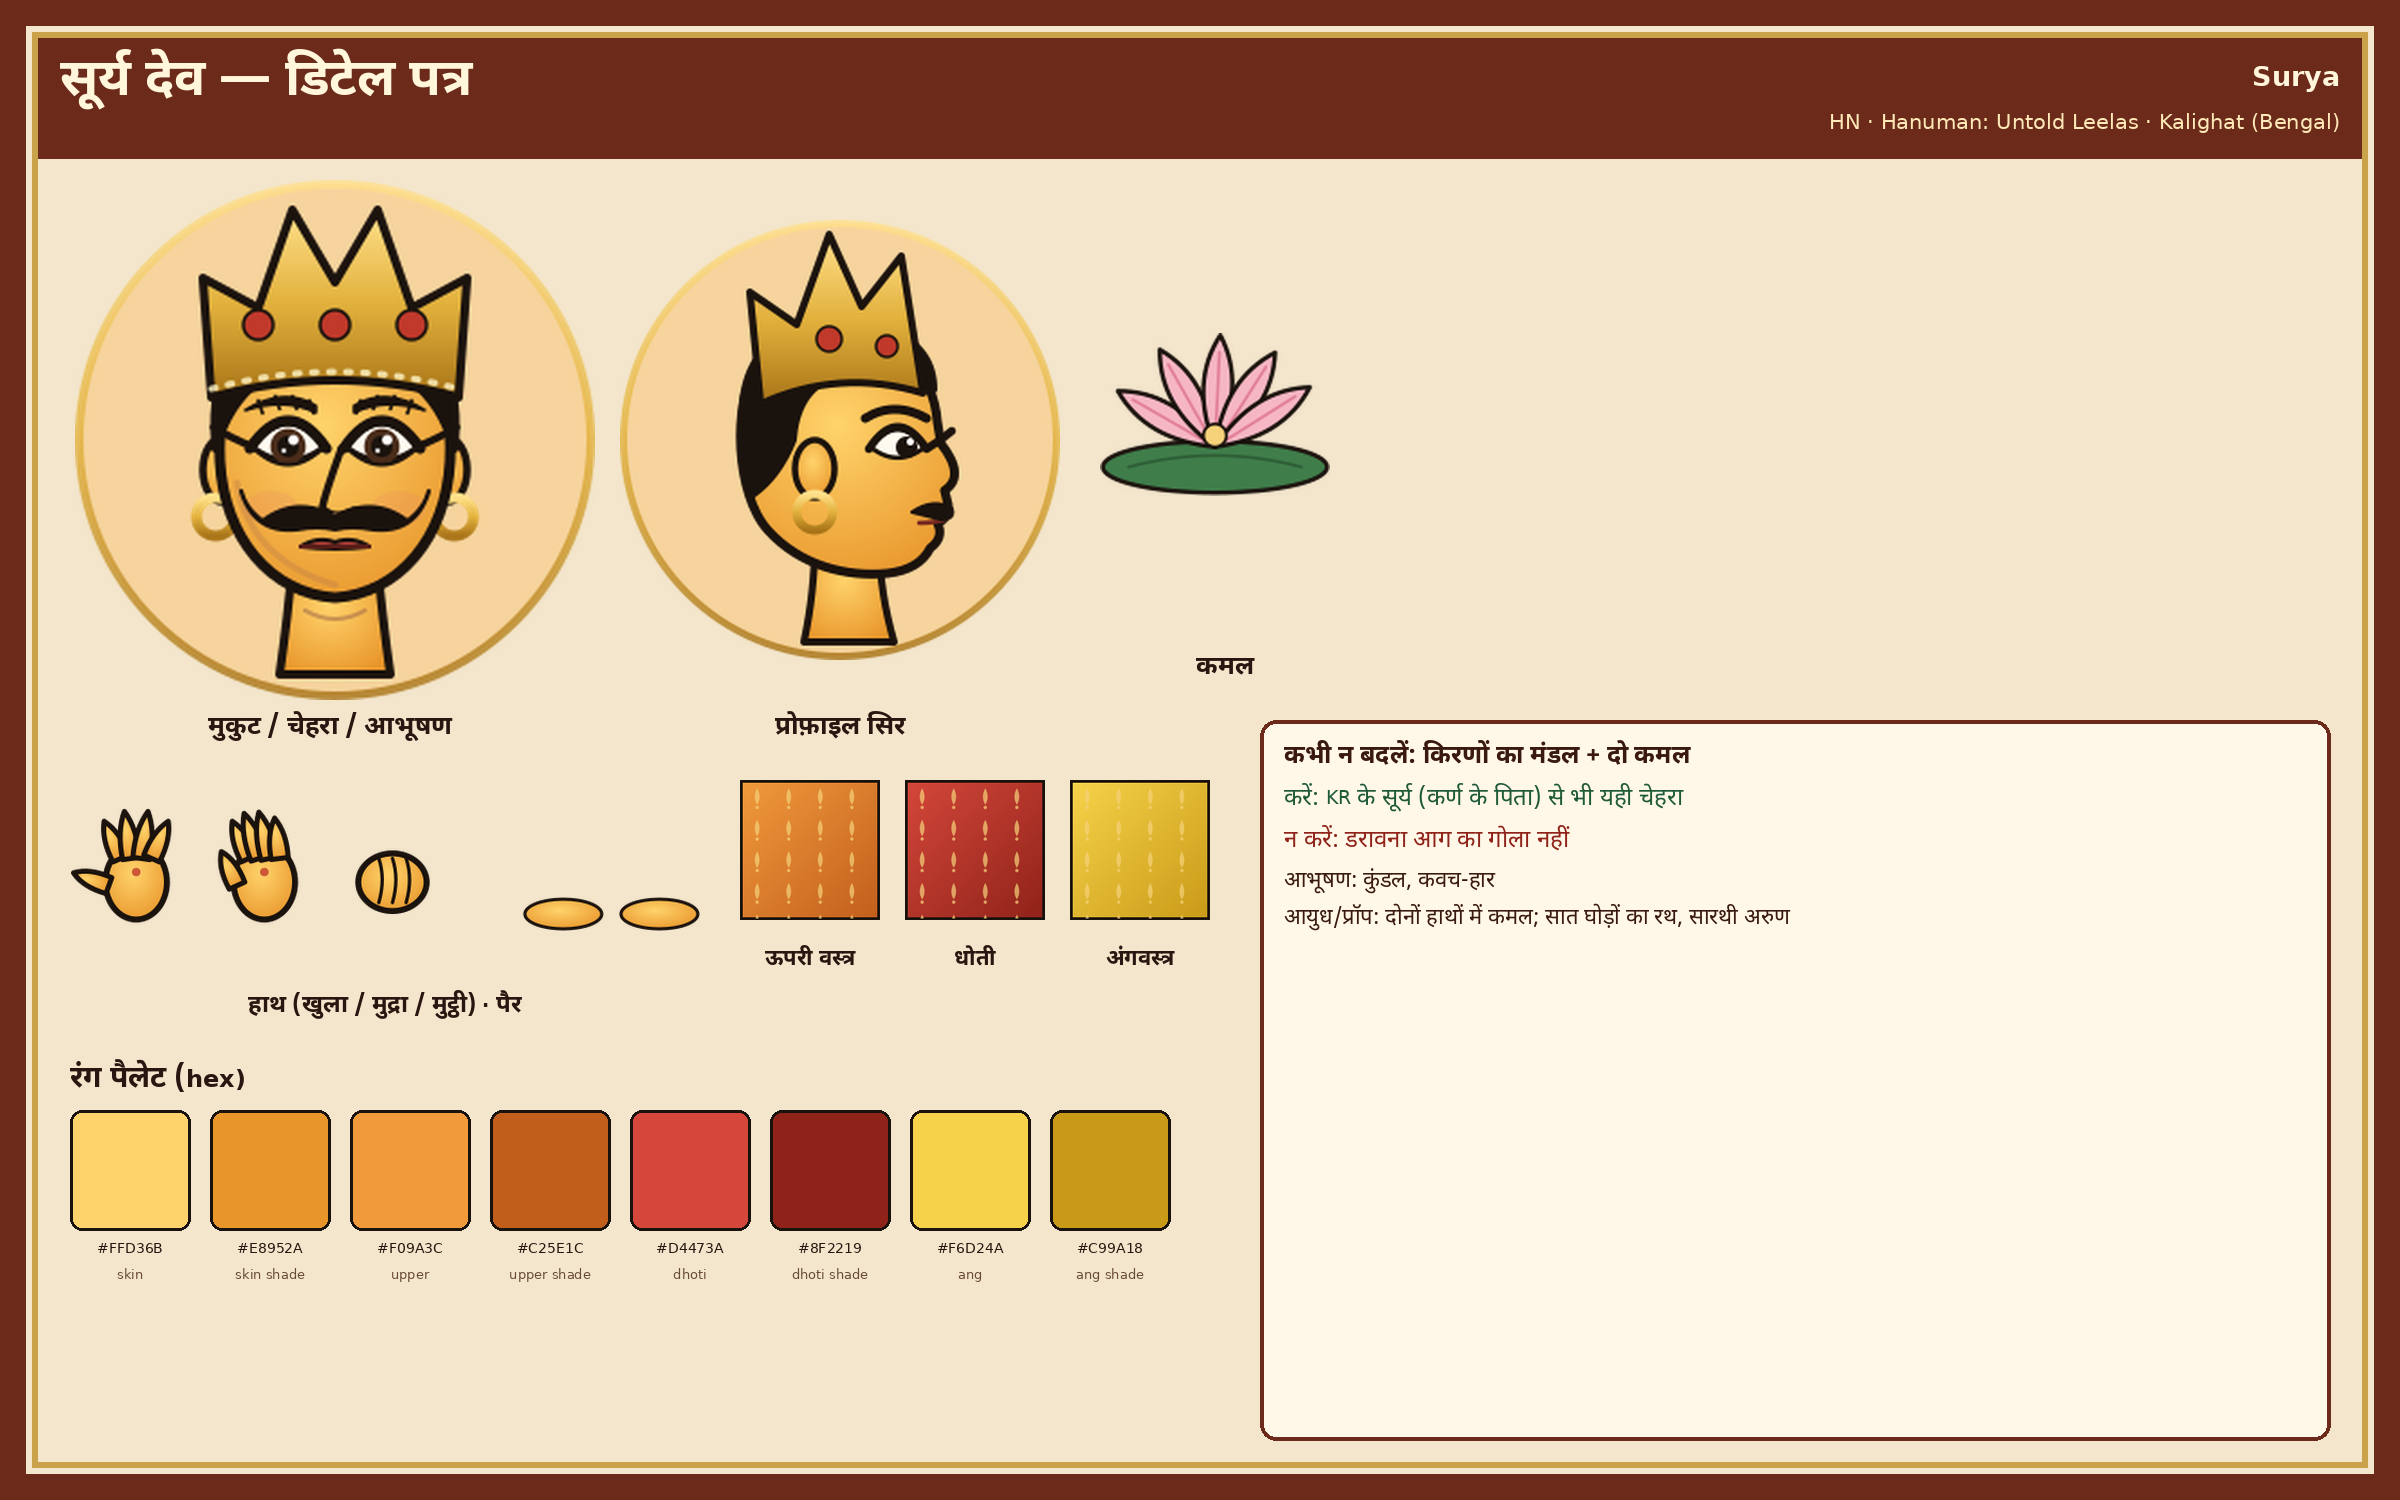 सूर्य देव — डिटेल पत्र
Surya
HN · Hanuman: Untold Leelas · Kalighat (Bengal)
कमल
मुकुट / चेहरा / आभूषण
प्रोफ़ाइल सिर
कभी न बदलें: किरणों का मंडल + दो कमल
करें: KR के सूर्य (कर्ण के पिता) से भी यही चेहरा
न करें: डरावना आग का गोला नहीं
आभूषण: कुंडल, कवच-हार
आयुध/प्रॉप: दोनों हाथों में कमल; सात घोड़ों का रथ, सारथी अरुण
ऊपरी वस्त्र
धोती
अंगवस्त्र
हाथ (खुला / मुद्रा / मुट्ठी) · पैर
रंग पैलेट (hex)
#FFD36B
#E8952A
#F09A3C
#C25E1C
#D4473A
#8F2219
#F6D24A
#C99A18
skin
skin shade
upper
upper shade
dhoti
dhoti shade
ang
ang shade